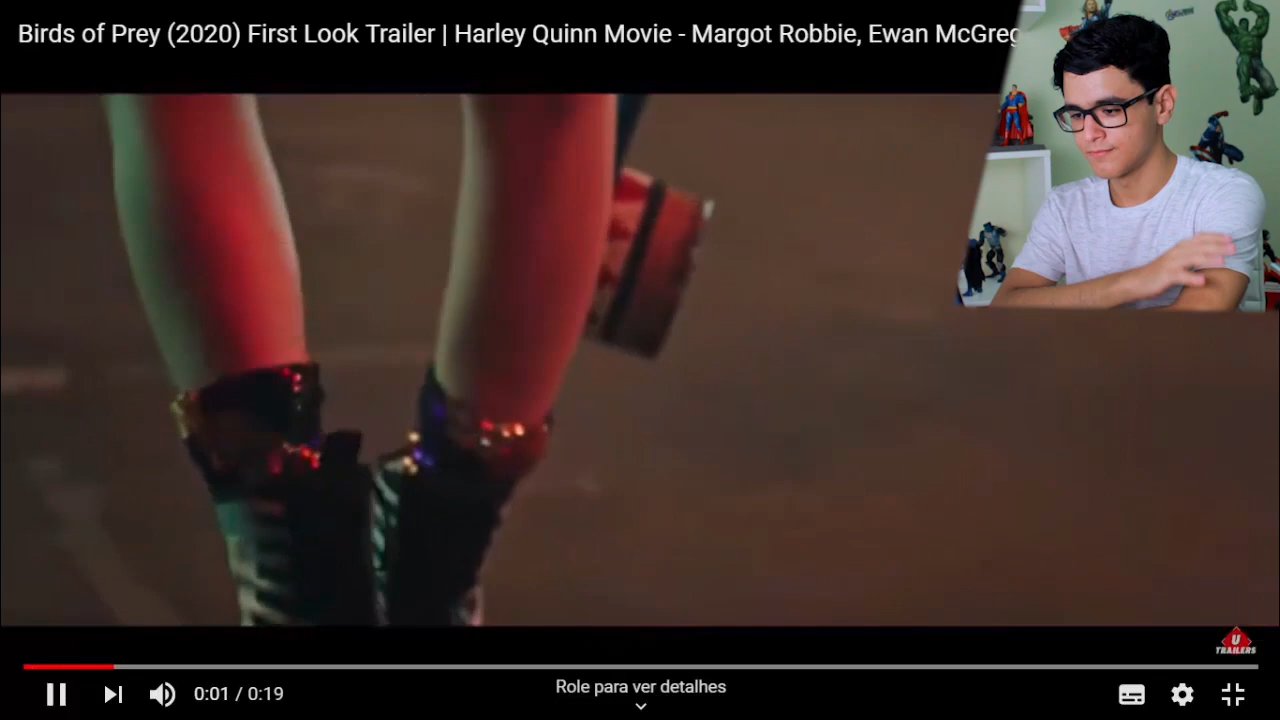 Birds of Prey (2020) First Look Trailer | Harley Quinn Movie - Margot Robbie, Ewan McGreg
U
TRAILERS
0:01 / 0:19
Role para ver detalhes